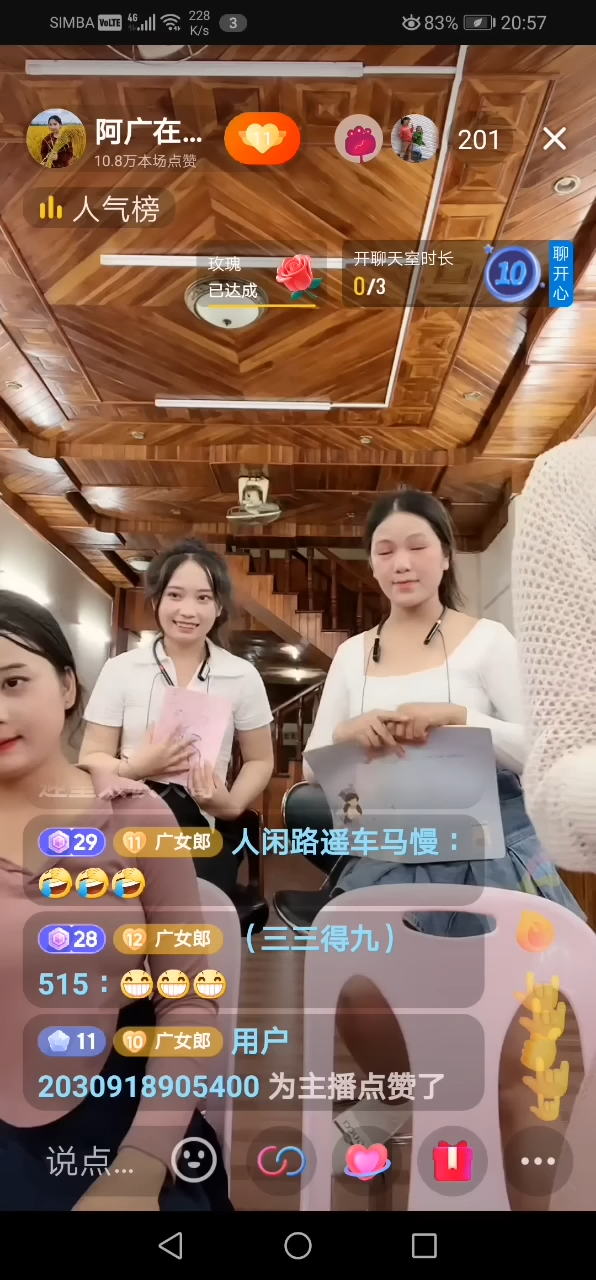 SIMBA VoLTE 4G 228 K/s 3 83% 20:57
阿广在... 11 201
10.8万本场点赞
人气榜
玫瑰
已达成
开聊天室时长
0/3
10
聊开心
29 11 广女郎 人闲路遥车马慢：
28 12 广女郎 （三三得九）
515：
11 10 广女郎 用户
2030918905400 为主播点赞了
说点...